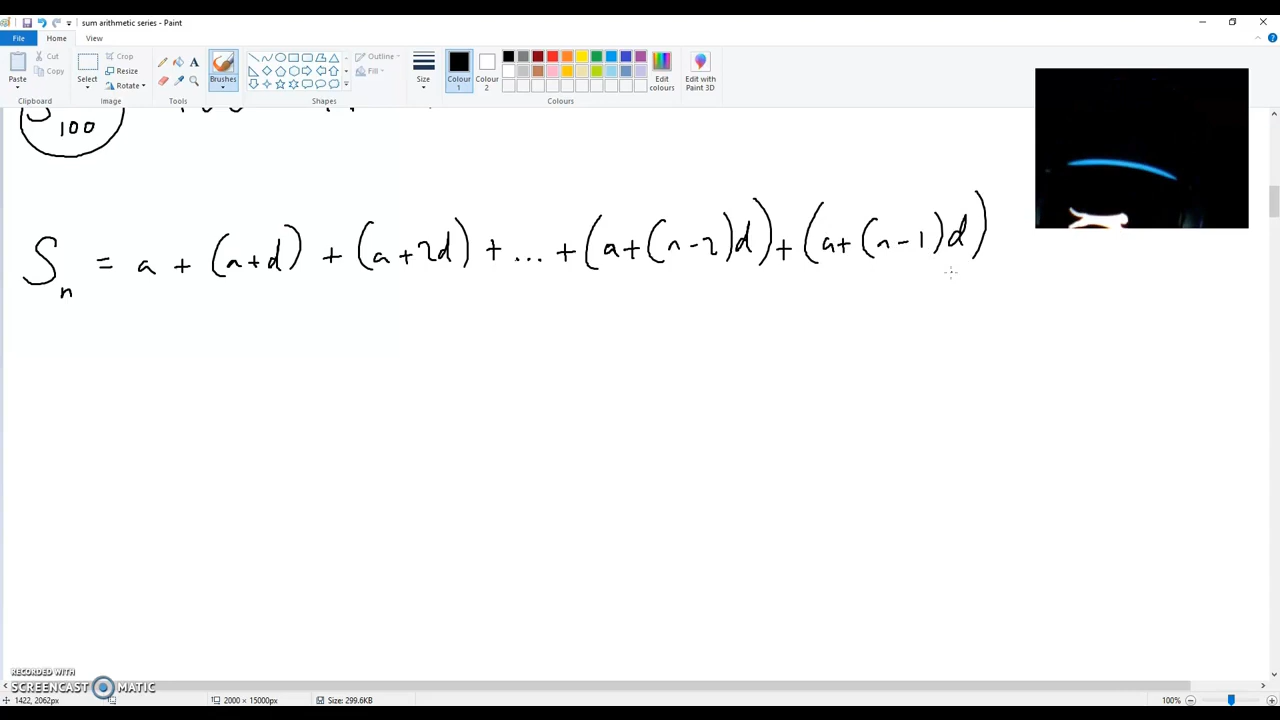 sum arithmetic series - Paint
File Home View
Paste Cut Copy Clipboard
Select Crop Resize Rotate Image
Tools
Brushes
Outline Fill Shapes
Size
Colour 1 Colour 2 Edit colours Colours
Edit with Paint 3D
S₁₀₀
Sₙ = a + (a+d) + (a+2d) + ... + (a+(n-2)d) + (a+(n-1)d)
RECORDED WITH
SCREENCAST MATIC
1422, 2062px 2000 × 15000px Size: 299.6KB 100%